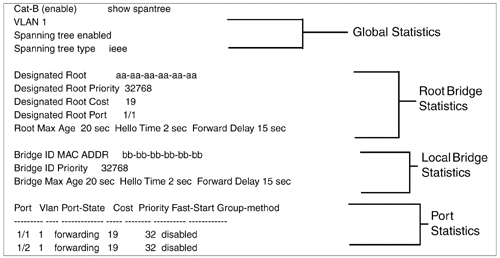 Cat-B (enable) show spantree
VLAN 1
Spanning tree enabled
Spanning tree type ieee
Global Statistics
Designated Root aa-aa-aa-aa-aa-aa
Designated Root Priority 32768
Designated Root Cost 19
Designated Root Port 1/1
Root Max Age 20 sec Hello Time 2 sec Forward Delay 15 sec
Root Bridge
Statistics
Bridge ID MAC ADDR bb-bb-bb-bb-bb-bb
Bridge ID Priority 32768
Bridge Max Age 20 sec Hello Time 2 sec Forward Delay 15 sec
Local Bridge
Statistics
Port Vlan Port-State Cost Priority Fast-Start Group-method
--------- ---- ------------- ----- -------- ---------- ------------
1/1 1 forwarding 19 32 disabled
1/2 1 forwarding 19 32 disabled
Port
Statistics